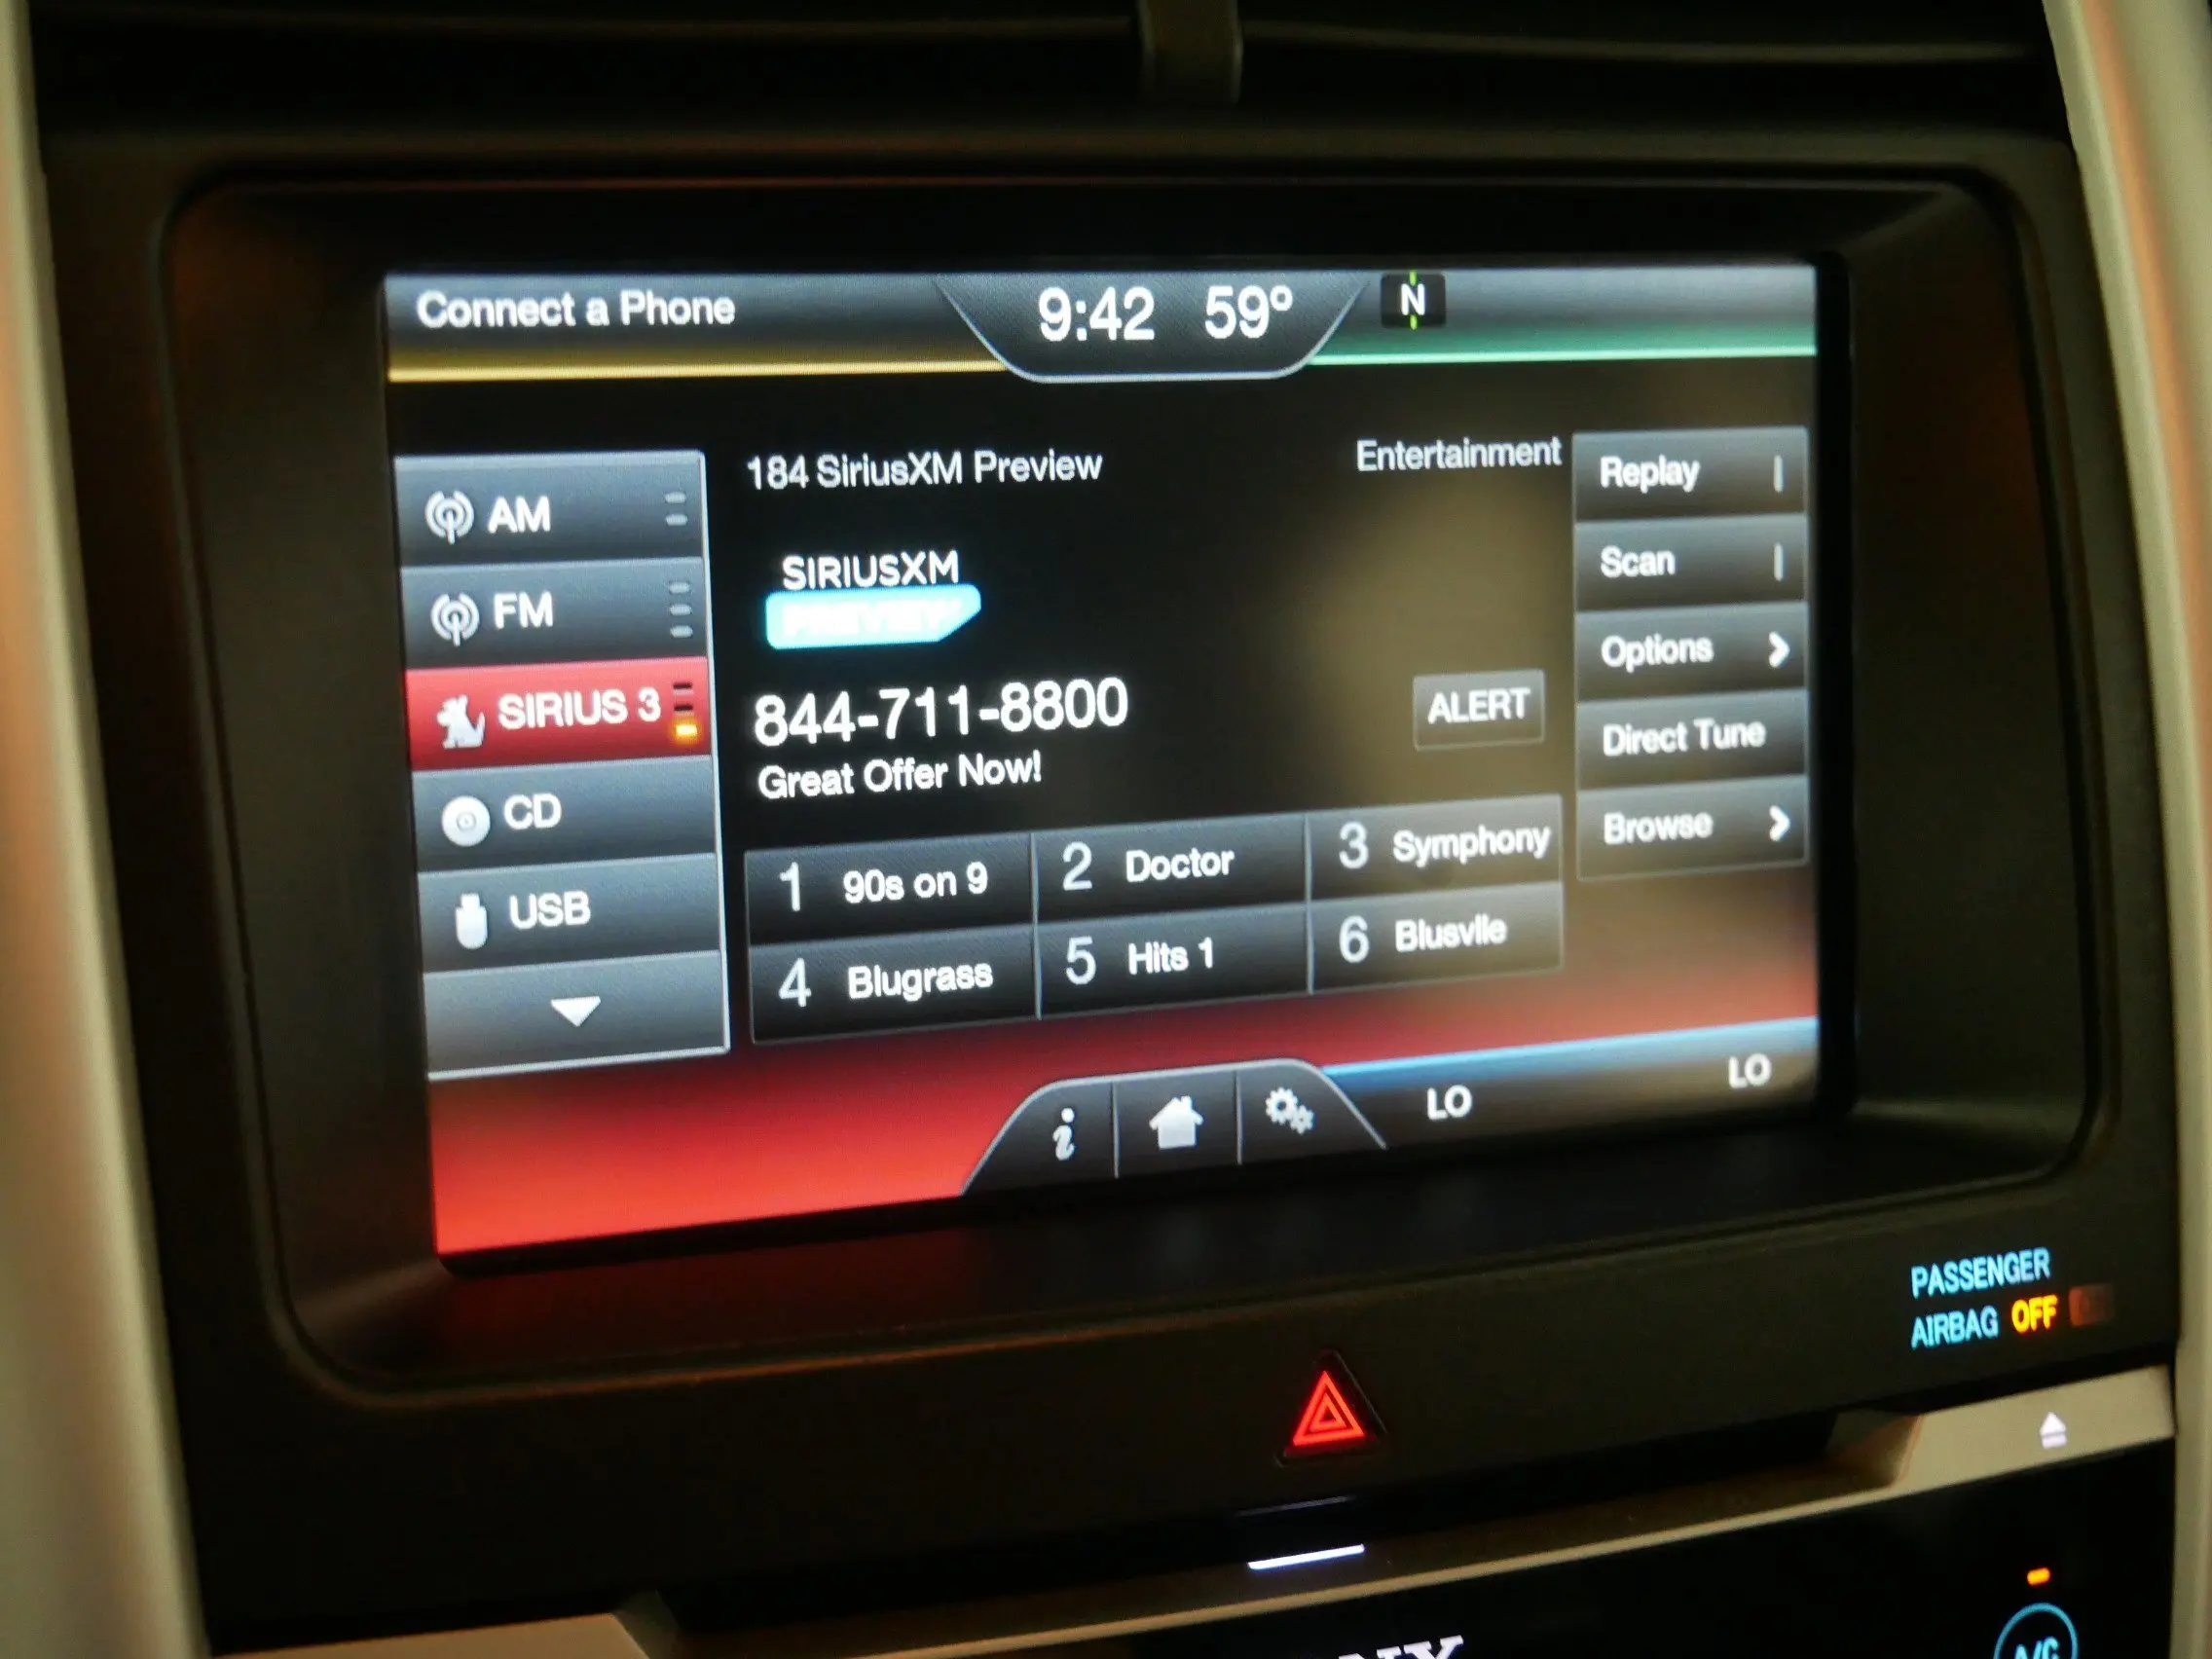 Connect a Phone
9:42 59°
N
AM
FM
SIRIUS 3
CD
USB
184 SiriusXM Preview
Entertainment
SIRIUSXM
PREVIEW
844-711-8800
Great Offer Now!
ALERT
1 90s on 9
2 Doctor
3 Symphony
4 Blugrass
5 Hits 1
6 Blusvlle
Replay
Scan
Options
Direct Tune
Browse
i
LO
LO
PASSENGER
AIRBAG OFF
A/C